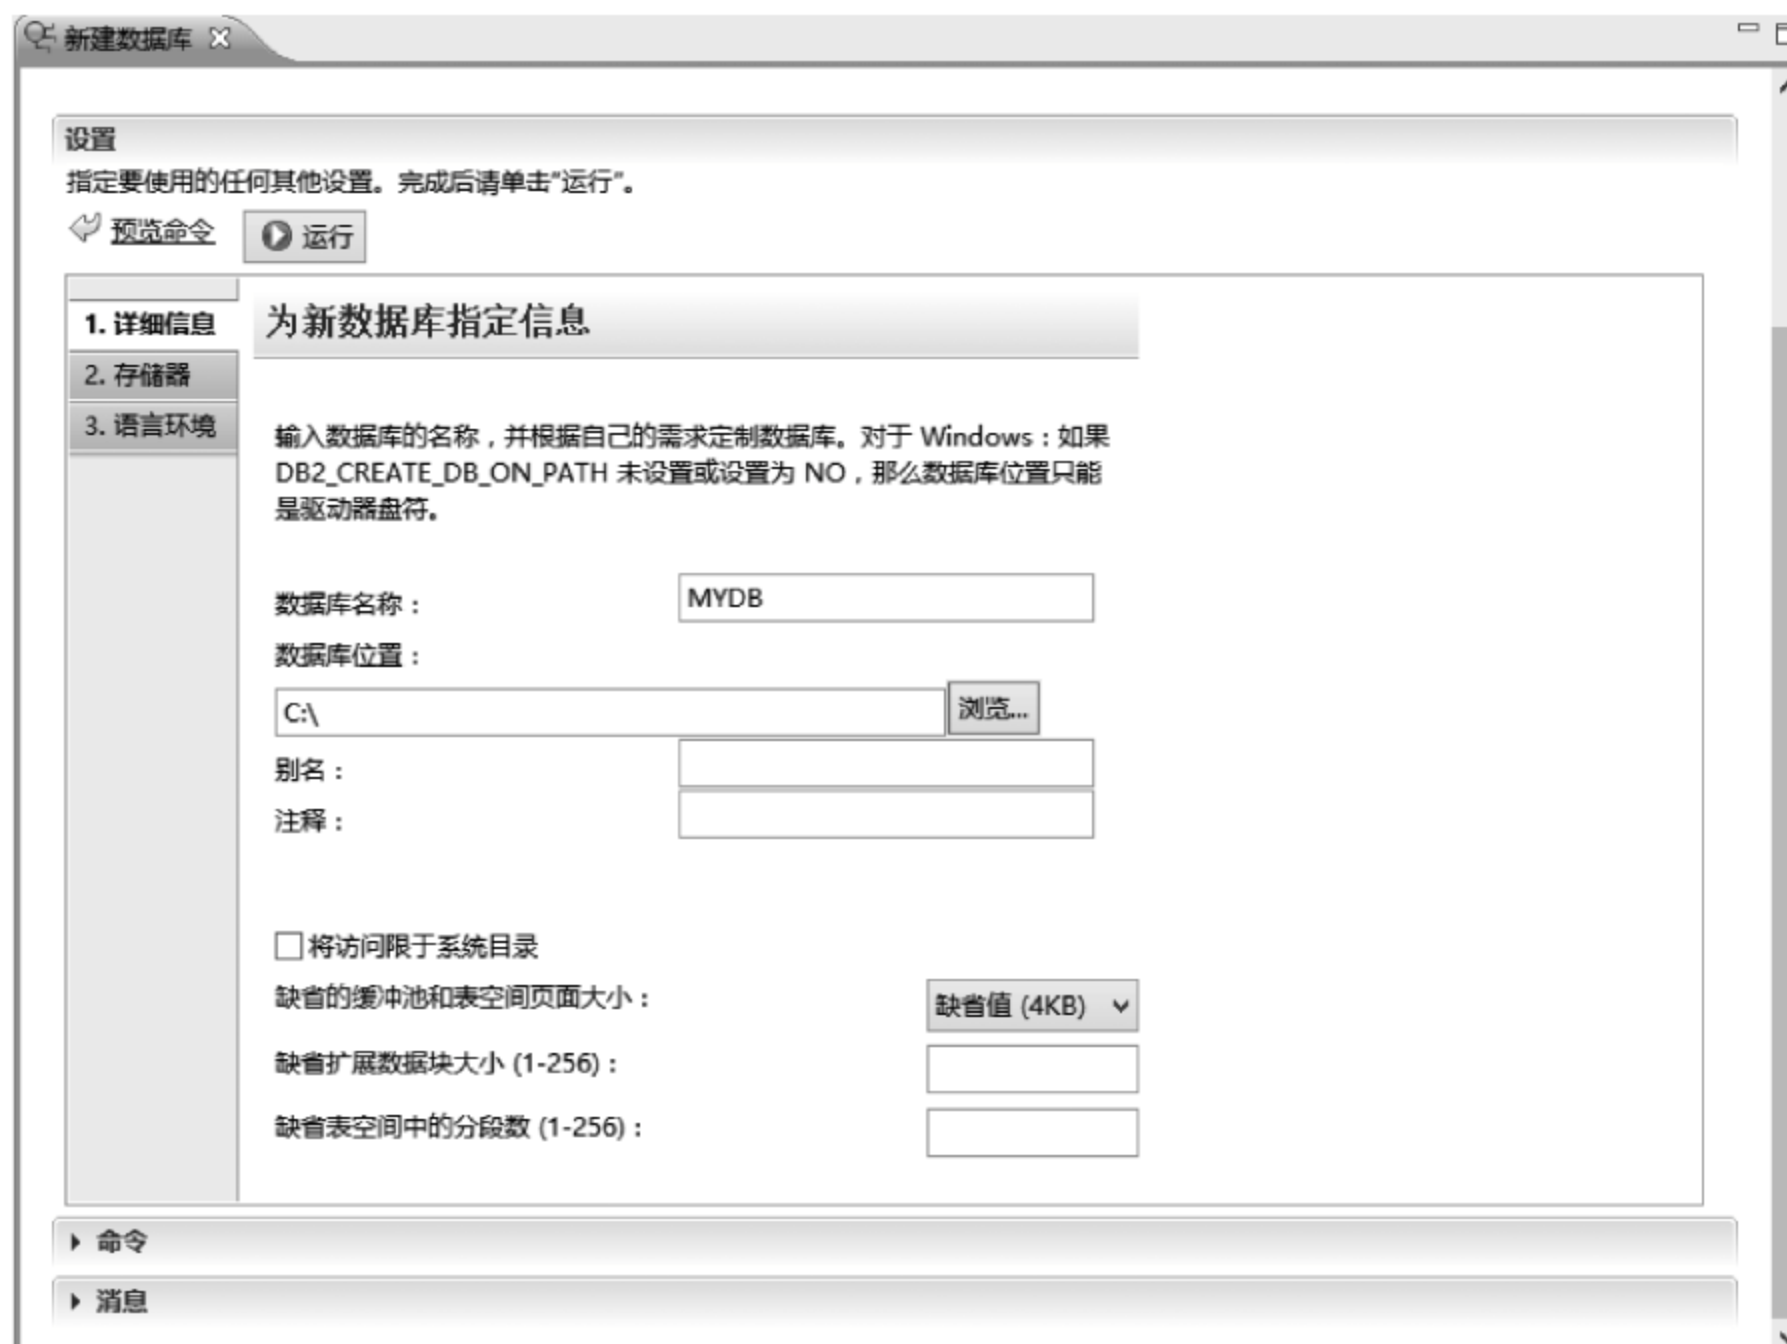 新建数据库
设置
指定要使用的任何其他设置。完成后请单击“运行”。
预览命令 运行
1. 详细信息
2. 存储器
3. 语言环境
为新数据库指定信息
输入数据库的名称，并根据自己的需求定制数据库。对于 Windows：如果
DB2_CREATE_DB_ON_PATH 未设置或设置为 NO，那么数据库位置只能
是驱动器盘符。
数据库名称： MYDB
数据库位置：
C:\ 浏览...
别名：
注释：
将访问限于系统目录
缺省的缓冲池和表空间页面大小： 缺省值 (4KB)
缺省扩展数据块大小 (1-256)：
缺省表空间中的分段数 (1-256)：
命令
消息